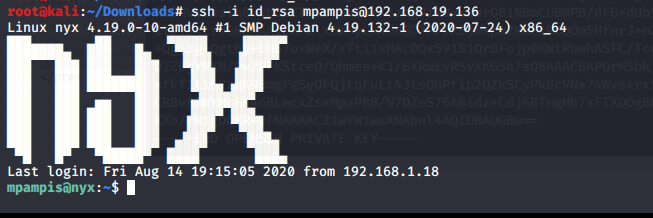 root@kali:~/Downloads# ssh -i id_rsa mpampis@192.168.19.136
Linux nyx 4.19.0-10-amd64 #1 SMP Debian 4.19.132-1 (2020-07-24) x86_64
nyx
Last login: Fri Aug 14 19:15:05 2020 from 192.168.1.18
mpampis@nyx:~$